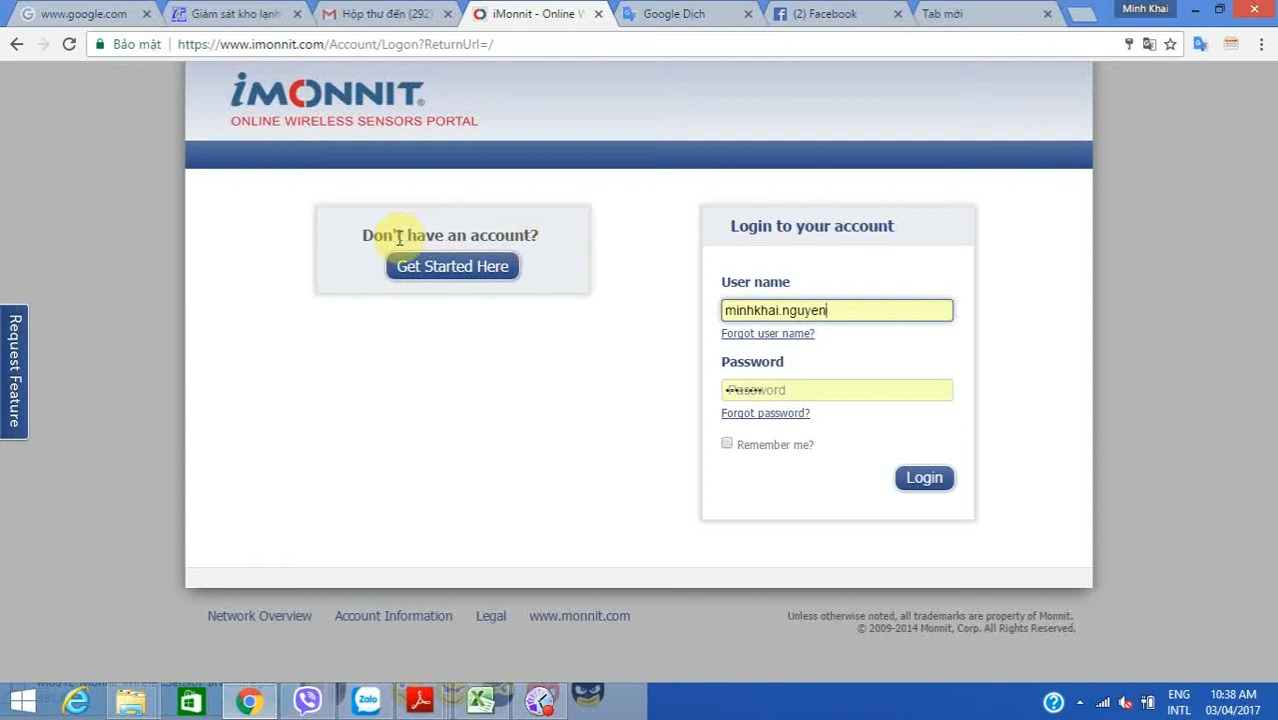 www.google.com
Giám sát kho lạnh
Hộp thư đến (292)
iMonnit - Online W
Google Dịch
(2) Facebook
Tab mới
Minh Khai
Bảo mật
https://www.imonnit.com/Account/Logon?ReturnUrl=/
iMONNIT®
ONLINE WIRELESS SENSORS PORTAL
Don't have an account?
Get Started Here
Login to your account
User name
minhkhai.nguyen
Forgot user name?
Password
Password
Forgot password?
Remember me?
Login
Request Feature
Network Overview
Account Information
Legal
www.monnit.com
Unless otherwise noted, all trademarks are property of Monnit.
© 2009-2014 Monnit, Corp. All Rights Reserved.
Zalo
ENG
INTL
10:38 AM
03/04/2017